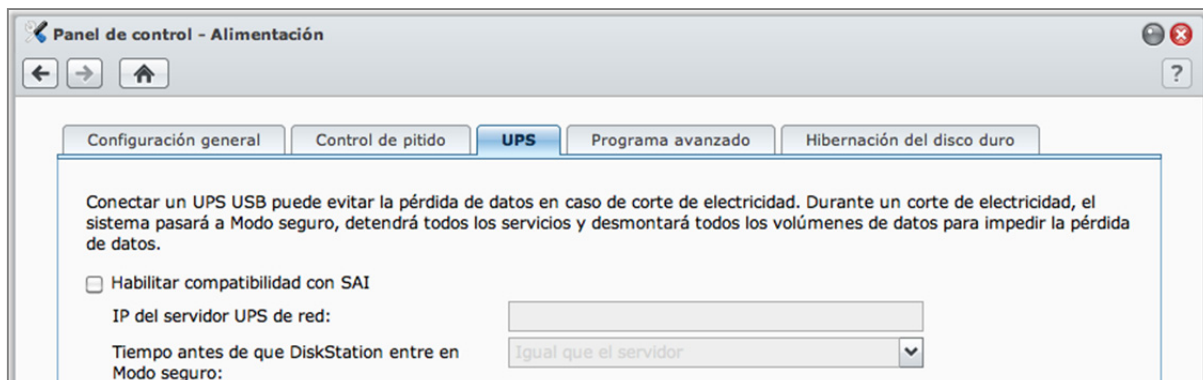 Panel de control - Alimentación
?
Configuración general Control de pitido UPS Programa avanzado Hibernación del disco duro
Conectar un UPS USB puede evitar la pérdida de datos en caso de corte de electricidad. Durante un corte de electricidad, el
sistema pasará a Modo seguro, detendrá todos los servicios y desmontará todos los volúmenes de datos para impedir la pérdida
de datos.
Habilitar compatibilidad con SAI
IP del servidor UPS de red:
Tiempo antes de que DiskStation entre en Igual que el servidor
Modo seguro: